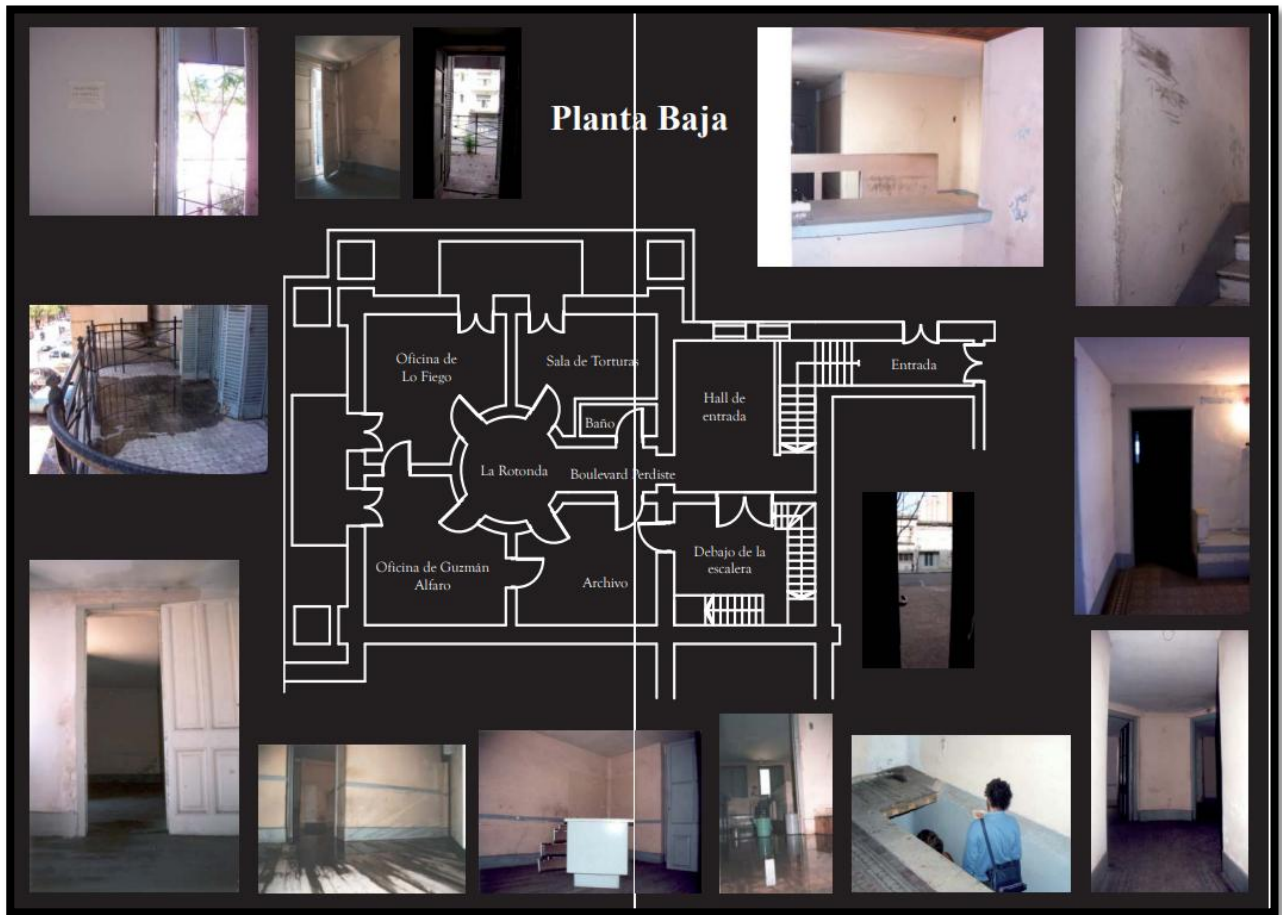 Planta Baja
Oficina de
Lo Fiego
Sala de Torturas
Entrada
Hall de
entrada
Baño
La Rotonda
Boulevard Perdiste
Oficina de Guzmán
Alfaro
Archivo
Debajo de la
escalera